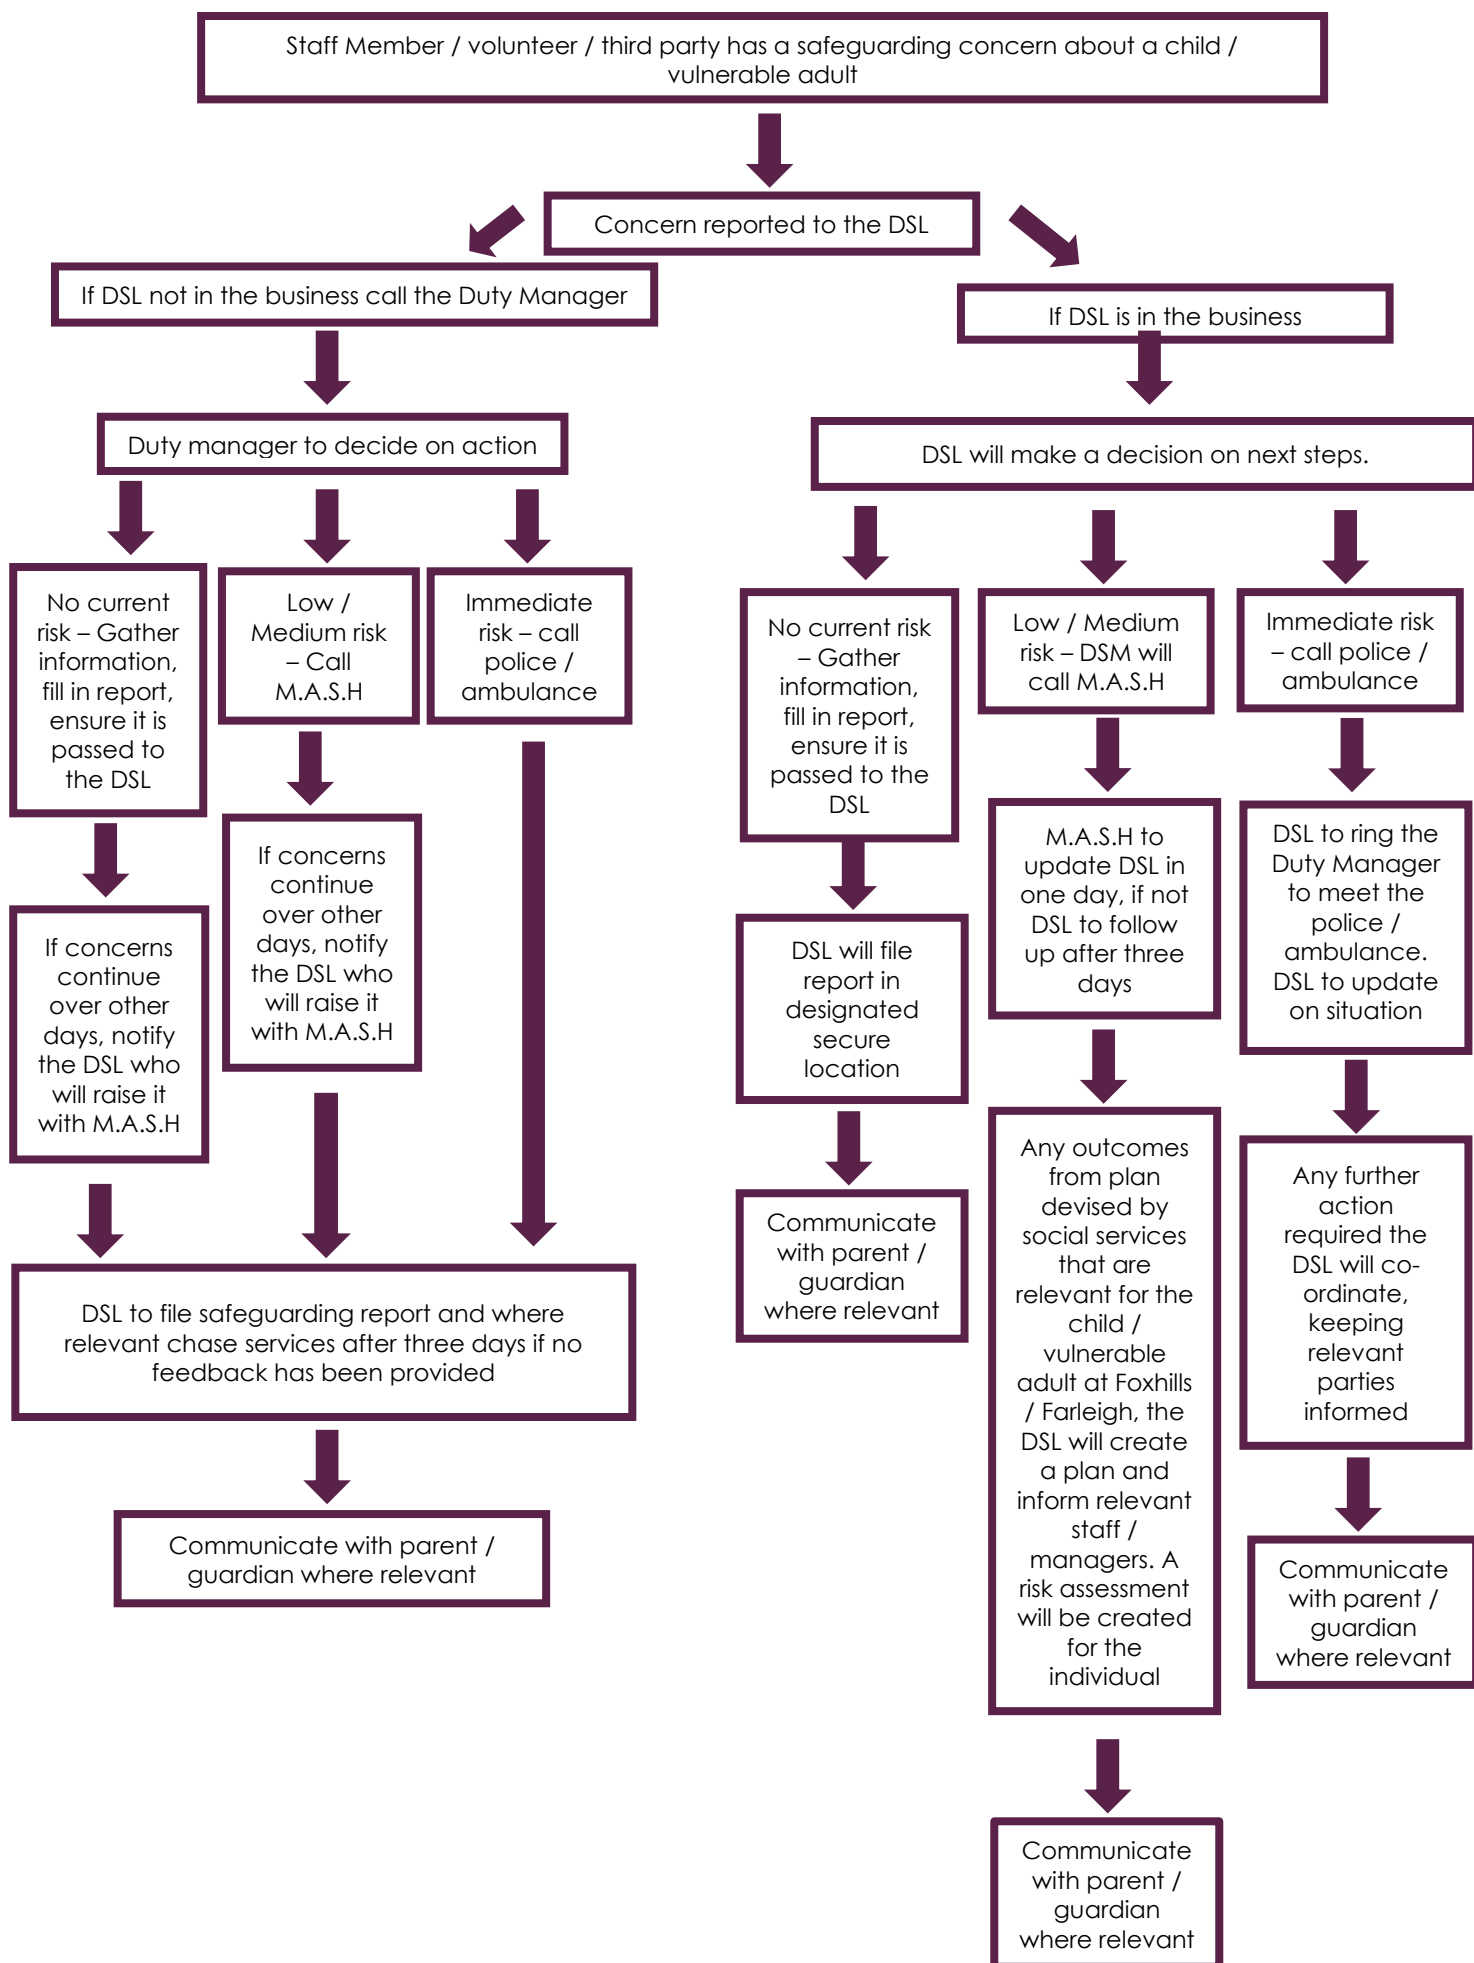 Staff Member / volunteer / third party has a safeguarding concern about a child /
vulnerable adult
Concern reported to the DSL
If DSL not in the business call the Duty Manager
If DSL is in the business
Duty manager to decide on action
DSL will make a decision on next steps.
No current
risk – Gather
information,
fill in report,
ensure it is
passed to
the DSL
Low /
Medium risk
– Call
M.A.S.H
Immediate
risk – call
police /
ambulance
No current risk
– Gather
information,
fill in report,
ensure it is
passed to the
DSL
Low / Medium
risk – DSM will
call M.A.S.H
Immediate risk
– call police /
ambulance
If concerns
continue
over other
days, notify
the DSL who
will raise it
with M.A.S.H
If concerns
continue
over other
days, notify
the DSL who
will raise it
with M.A.S.H
DSL will file
report in
designated
secure
location
M.A.S.H to
update DSL in
one day, if not
DSL to follow
up after three
days
DSL to ring the
Duty Manager
to meet the
police /
ambulance.
DSL to update
on situation
DSL to file safeguarding report and where
relevant chase services after three days if no
feedback has been provided
Communicate
with parent /
guardian
where relevant
Any outcomes
from plan
devised by
social services
that are
relevant for the
child /
vulnerable
adult at Foxhills
/ Farleigh, the
DSL will create
a plan and
inform relevant
staff /
managers. A
risk assessment
will be created
for the
individual
Any further
action
required the
DSL will co-
ordinate,
keeping
relevant
parties
informed
Communicate with parent /
guardian where relevant
Communicate
with parent /
guardian
where relevant
Communicate
with parent /
guardian
where relevant